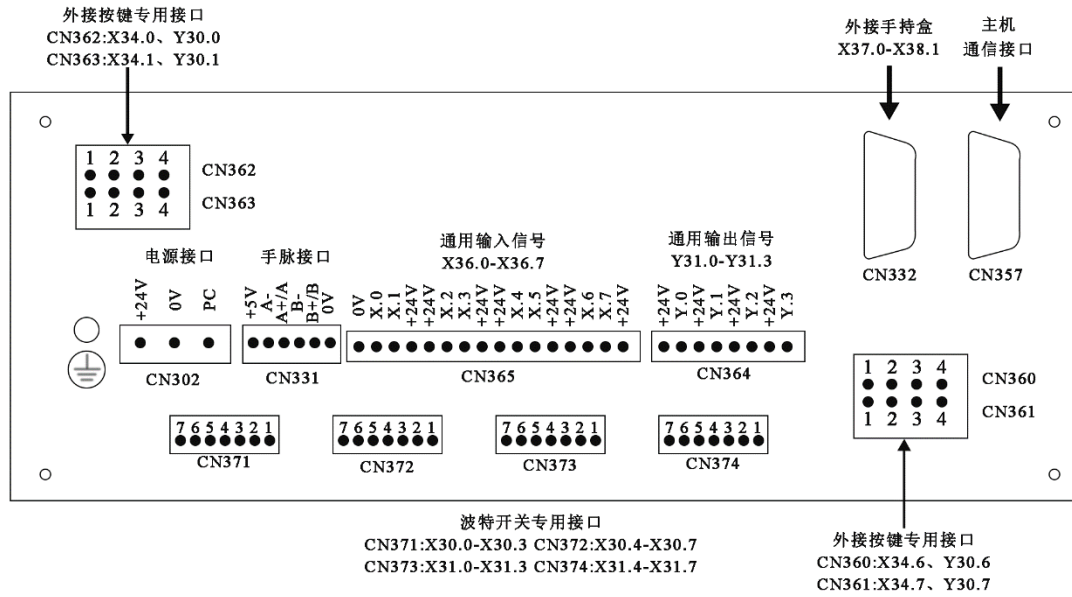 外接按键专用接口
CN362:X34.0、Y30.0
CN363:X34.1、Y30.1
外接手持盒
X37.0-X38.1
主机
通信接口
1 2 3 4
CN362
CN363
1 2 3 4
电源接口
手脉接口
通用输入信号
X36.0-X36.7
通用输出信号
Y31.0-Y31.3
CN332
CN357
+24V 0V PC
+5V A- A+/A B- B+/B 0V
0V X.0 X.1 +24V +24V X.2 X.3 +24V +24V X.4 X.5 +24V +24V X.6 X.7 +24V
+24V Y.0 +24V Y.1 +24V Y.2 +24V Y.3
CN302
CN331
CN365
CN364
1 2 3 4
CN360
CN361
1 2 3 4
7 6 5 4 3 2 1
7 6 5 4 3 2 1
7 6 5 4 3 2 1
7 6 5 4 3 2 1
CN371
CN372
CN373
CN374
波特开关专用接口
CN371:X30.0-X30.3 CN372:X30.4-X30.7
CN373:X31.0-X31.3 CN374:X31.4-X31.7
外接按键专用接口
CN360:X34.6、Y30.6
CN361:X34.7、Y30.7